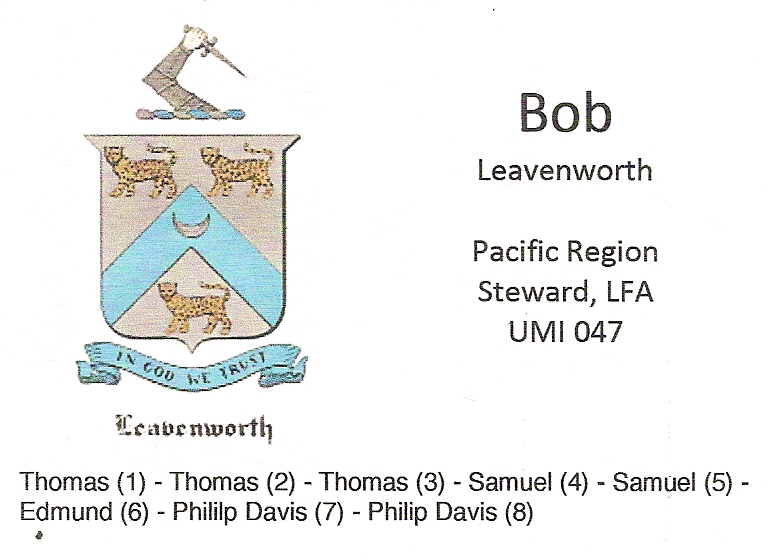 Bob
Leavenworth
Pacific Region
Steward, LFA
UMI 047
IN GOD WE TRUST
Leavenworth
Thomas (1) - Thomas (2) - Thomas (3) - Samuel (4) - Samuel (5) -
Edmund (6) - Phililp Davis (7) - Philip Davis (8)